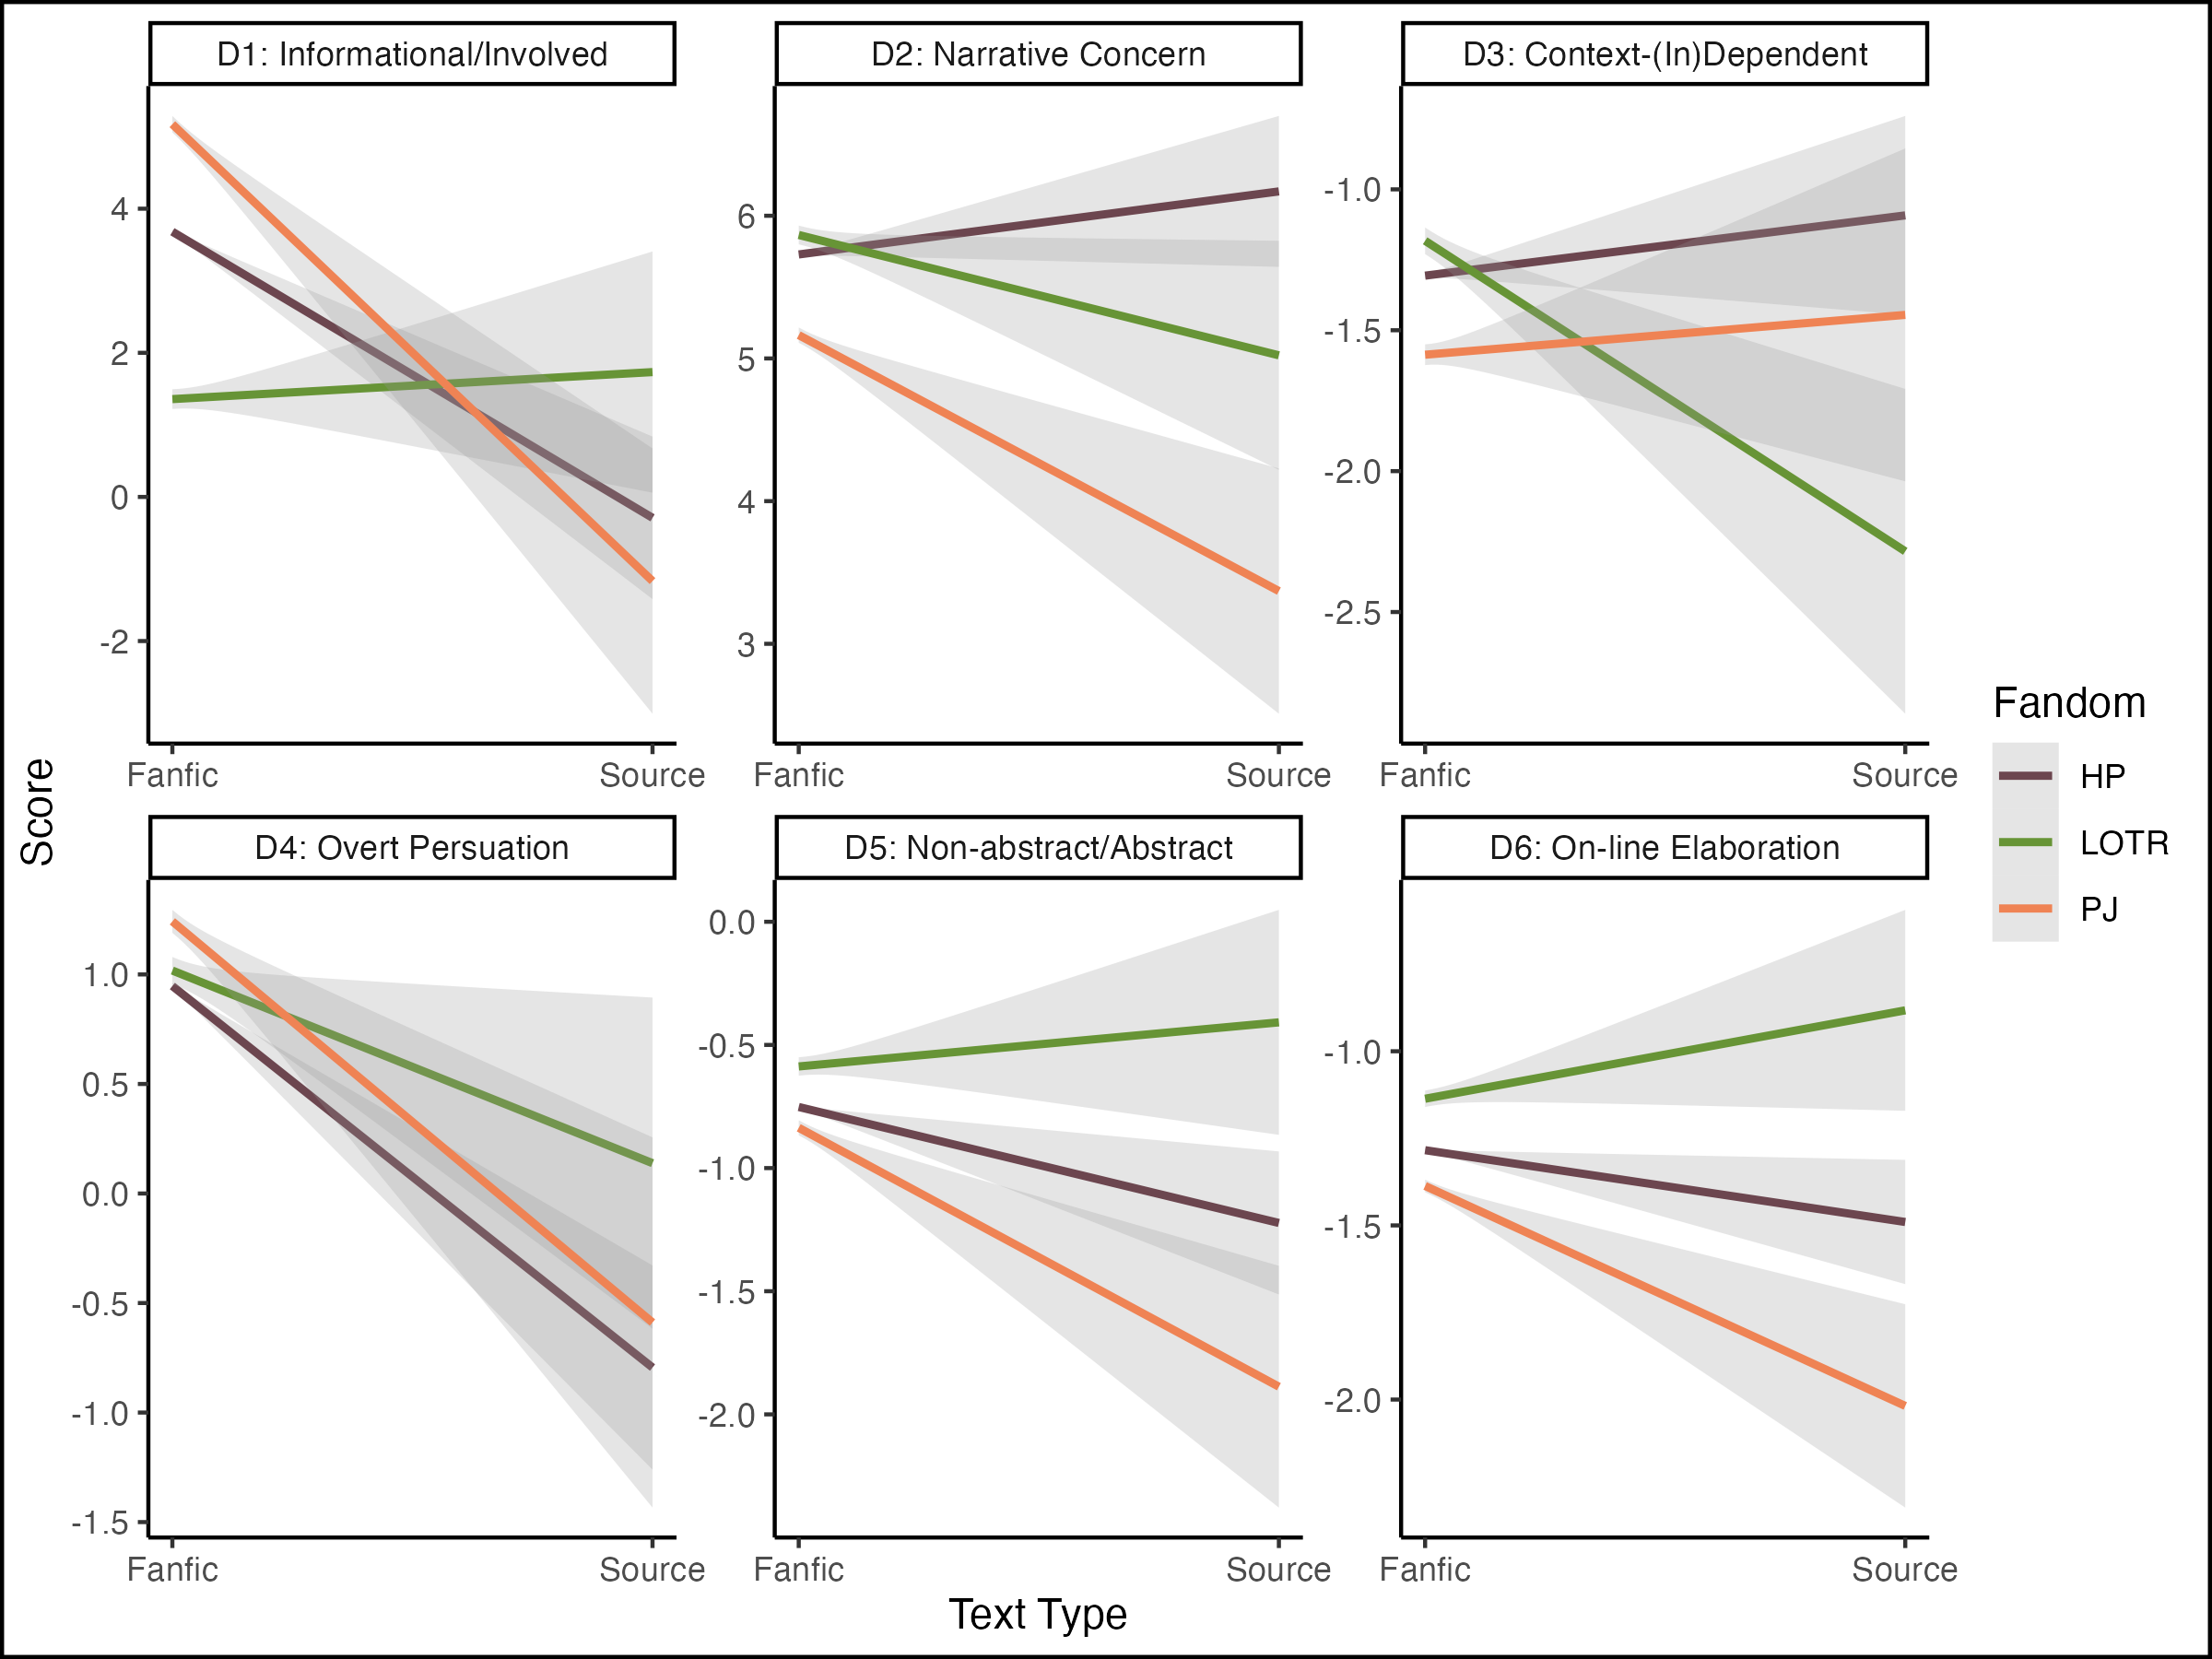 D1: Informational/Involved
D2: Narrative Concern
D3: Context-(In)Dependent
4
2
0
-2
6
5
4
3
-1.0
-1.5
-2.0
-2.5
Fanfic
Source
Fanfic
Source
Fanfic
Source
D4: Overt Persuation
D5: Non-abstract/Abstract
D6: On-line Elaboration
1.0
0.5
0.0
-0.5
-1.0
-1.5
0.0
-0.5
-1.0
-1.5
-2.0
-1.0
-1.5
-2.0
Fanfic
Source
Fanfic
Source
Fanfic
Source
Score
Text Type
Fandom
HP
LOTR
PJ